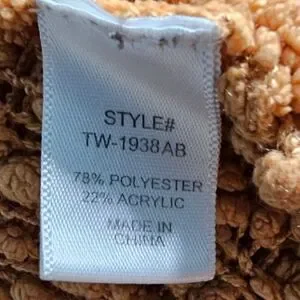 STYLE#
TW-1938AB
78% POLYESTER
22% ACRYLIC
MADE IN
CHINA